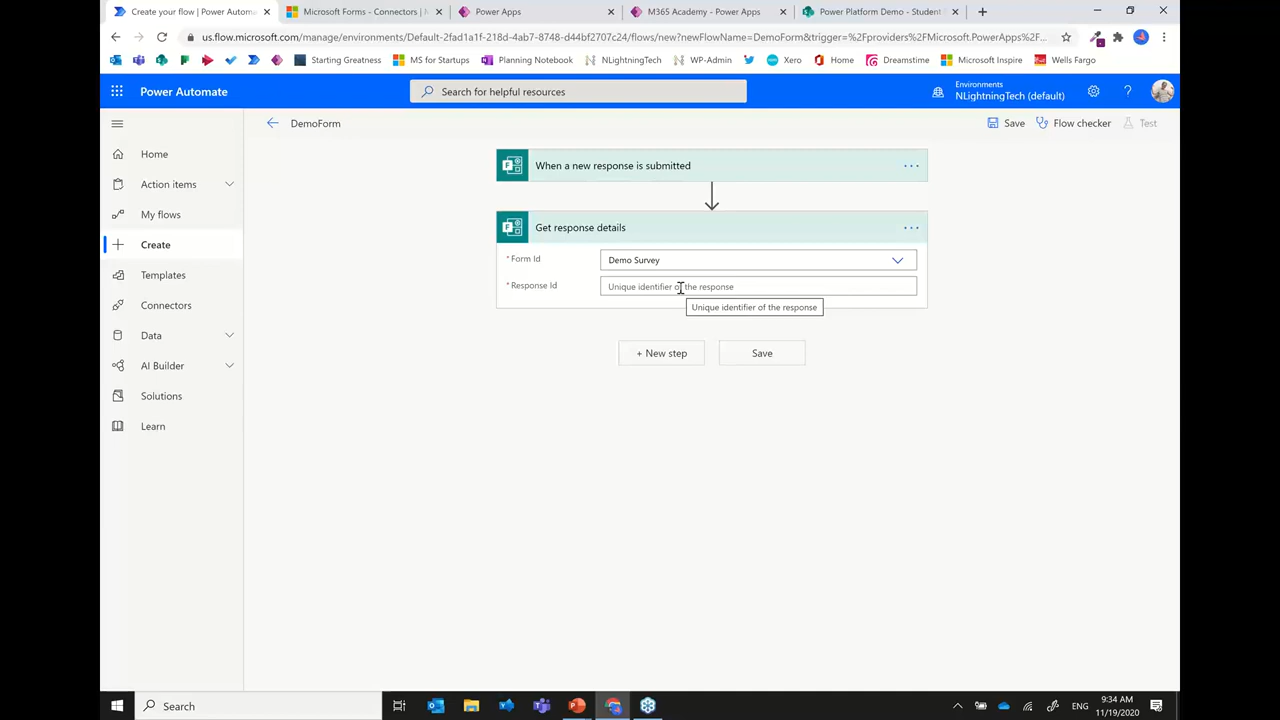 Create your flow | Power Automate
Microsoft Forms - Connectors |
Power Apps
M365 Academy - Power Apps
Power Platform Demo - Student
us.flow.microsoft.com/manage/environments/Default-2fad1a1f-218d-4ab7-8748-d44bf2707c24/flows/new?newFlowName=DemoForm&trigger=%2Fproviders%2FMicrosoft.PowerApps%2F...
Starting Greatness
MS for Startups
Planning Notebook
NLightningTech
WP-Admin
Xero
Home
Dreamstime
Microsoft Inspire
Wells Fargo
Power Automate
Search for helpful resources
Environments
NLightningTech (default)
DemoForm
Save
Flow checker
Test
Home
Action items
My flows
Create
Templates
Connectors
Data
AI Builder
Solutions
Learn
When a new response is submitted
Get response details
* Form Id
Demo Survey
* Response Id
Unique identifier of the response
Unique identifier of the response
+ New step
Save
Search
ENG
9:34 AM
11/19/2020